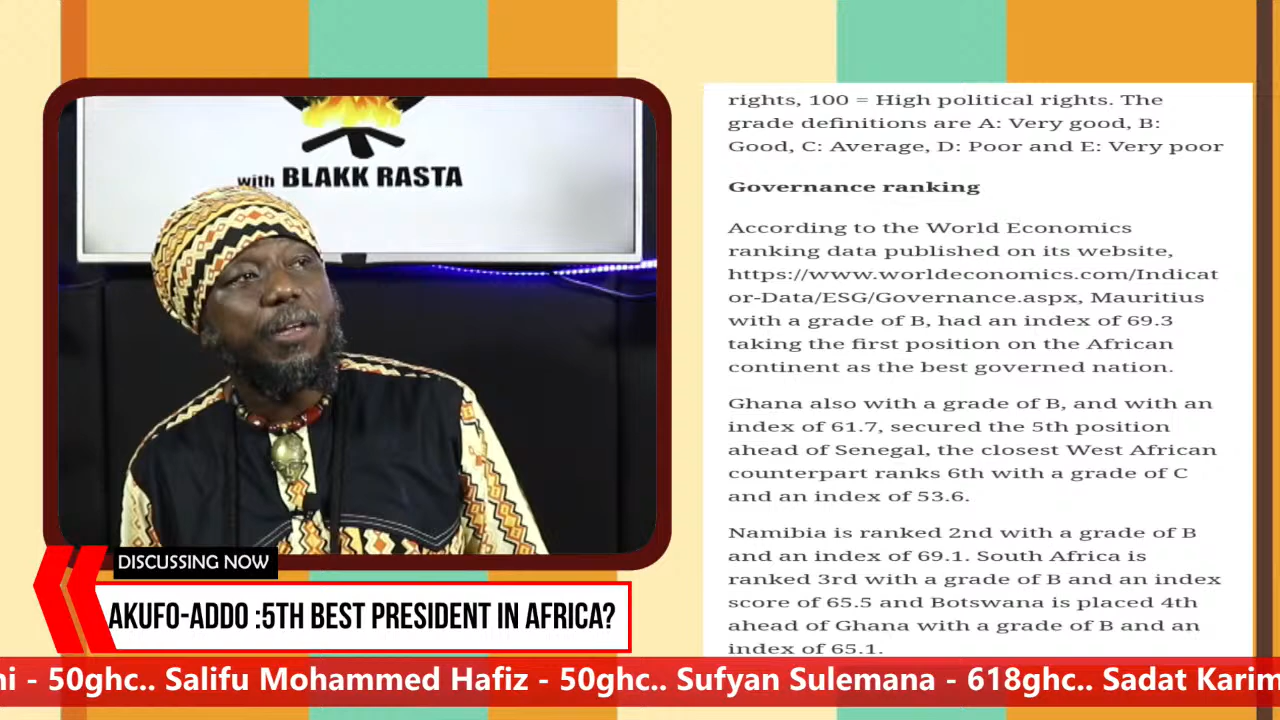 with BLAKK RASTA
rights, 100 = High political rights. The
grade definitions are A: Very good, B:
Good, C: Average, D: Poor and E: Very poor
Governance ranking
According to the World Economics
ranking data published on its website,
https://www.worldeconomics.com/Indicat
or-Data/ESG/Governance.aspx, Mauritius
with a grade of B, had an index of 69.3
taking the first position on the African
continent as the best governed nation.
Ghana also with a grade of B, and with an
index of 61.7, secured the 5th position
ahead of Senegal, the closest West African
counterpart ranks 6th with a grade of C
and an index of 53.6.
Namibia is ranked 2nd with a grade of B
and an index of 69.1. South Africa is
ranked 3rd with a grade of B and an index
score of 65.5 and Botswana is placed 4th
ahead of Ghana with a grade of B and an
index of 65.1.
DISCUSSING NOW
AKUFO-ADDO :5TH BEST PRESIDENT IN AFRICA?
- 50ghc.. Salifu Mohammed Hafiz - 50ghc.. Sufyan Sulemana - 618ghc.. Sadat Karim